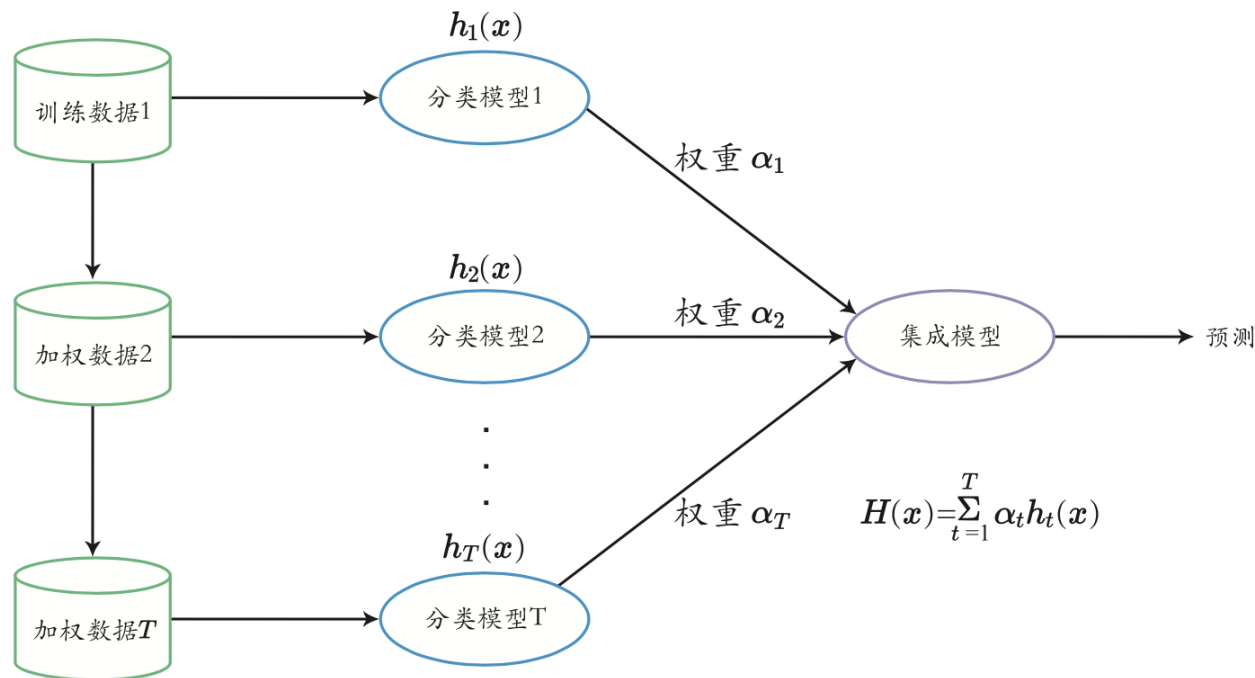 h₁(x)
训练数据1
分类模型1
权重 α₁
h₂(x)
加权数据2
分类模型2
权重 α₂
集成模型
预测
.
.
.
权重 α_T
H(x)=∑_{t=1}^{T} α_t h_t(x)
h_T(x)
加权数据T
分类模型T